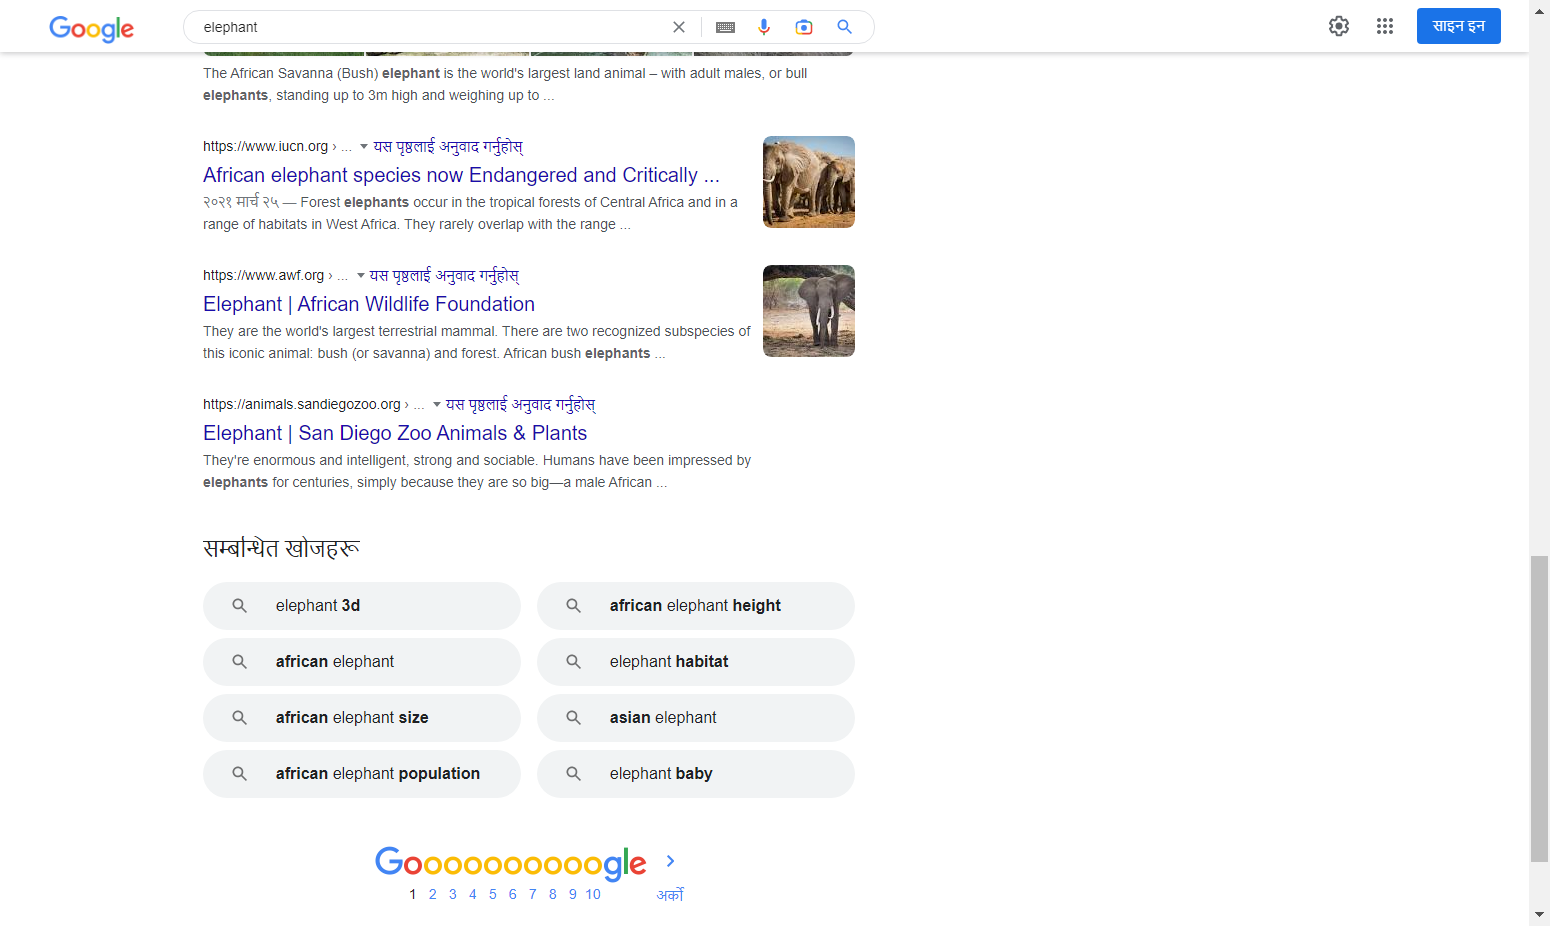 Google
elephant
साइन इन
The African Savanna (Bush) elephant is the world's largest land animal – with adult males, or bull
elephants, standing up to 3m high and weighing up to ...
https://www.iucn.org › ... यस पृष्ठलाई अनुवाद गर्नुहोस्
African elephant species now Endangered and Critically ...
२०२१ मार्च २५ — Forest elephants occur in the tropical forests of Central Africa and in a
range of habitats in West Africa. They rarely overlap with the range ...
https://www.awf.org › ... यस पृष्ठलाई अनुवाद गर्नुहोस्
Elephant | African Wildlife Foundation
They are the world's largest terrestrial mammal. There are two recognized subspecies of
this iconic animal: bush (or savanna) and forest. African bush elephants ...
https://animals.sandiegozoo.org › ... यस पृष्ठलाई अनुवाद गर्नुहोस्
Elephant | San Diego Zoo Animals & Plants
They're enormous and intelligent, strong and sociable. Humans have been impressed by
elephants for centuries, simply because they are so big—a male African ...
सम्बन्धित खोजहरू
elephant 3d
african elephant height
african elephant
elephant habitat
african elephant size
asian elephant
african elephant population
elephant baby
Goooooooooogle
1 2 3 4 5 6 7 8 9 10 अर्को